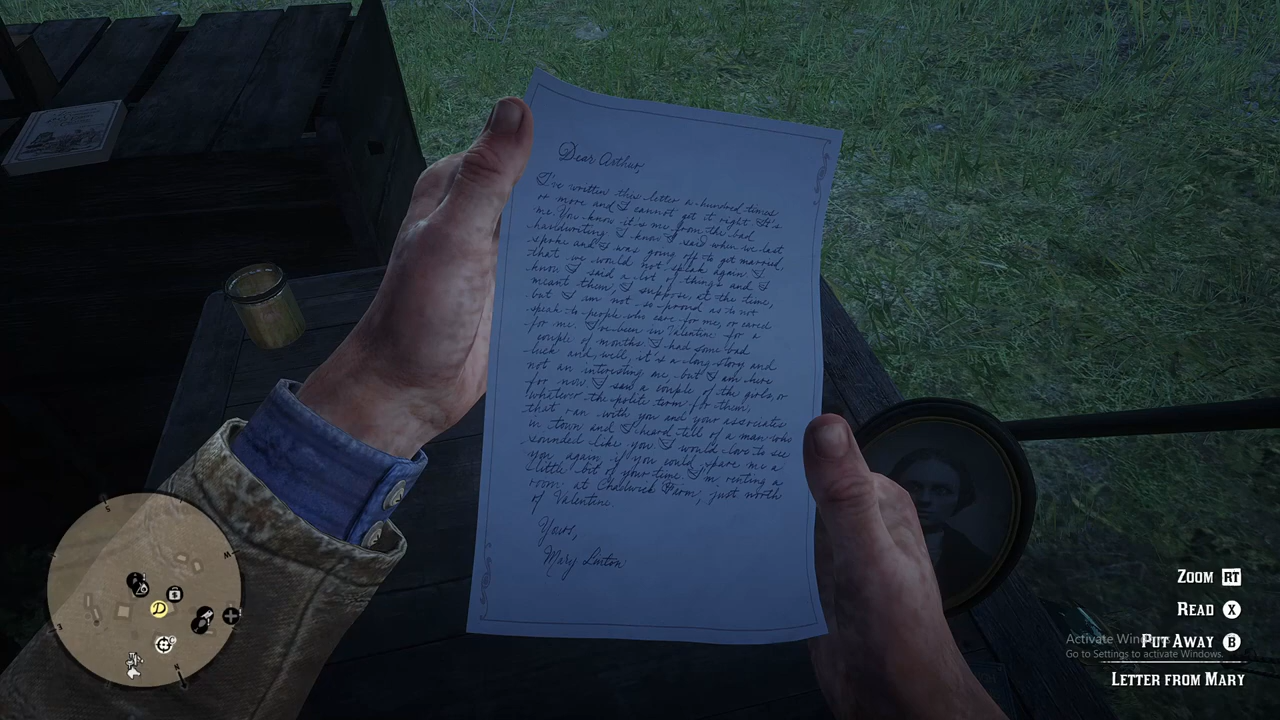 Dear Arthur,
I've written this letter a hundred times
or more and I cannot get it right. It's
me. You know it's me from the bad
handwriting. I know I said when we last
spoke and I was going off to get married,
that we would not speak again. I
know I said a lot of things and I
meant them, I suppose, at the time,
but I am not so proud as to not
speak to people who care for me, or cared
for me. I've been in Valentine for a
couple of months. I had some bad
luck and, well, it's a long story and
not an interesting one, but I am here
for now. I saw a couple of the girls, or
whatever the polite term for them,
that ran with you and your associates
in town and I heard tell of a man who
sounded like you. I would love to see
you again, if you could spare me a
little bit of your time. I'm renting a
room at Chadwick Farm, just north
of Valentine.
Yours,
Mary Linton
S
W
E
N
D
$
ZOOM RT
READ X
PUT AWAY B
Activate Windows
Go to Settings to activate Windows.
LETTER FROM MARY